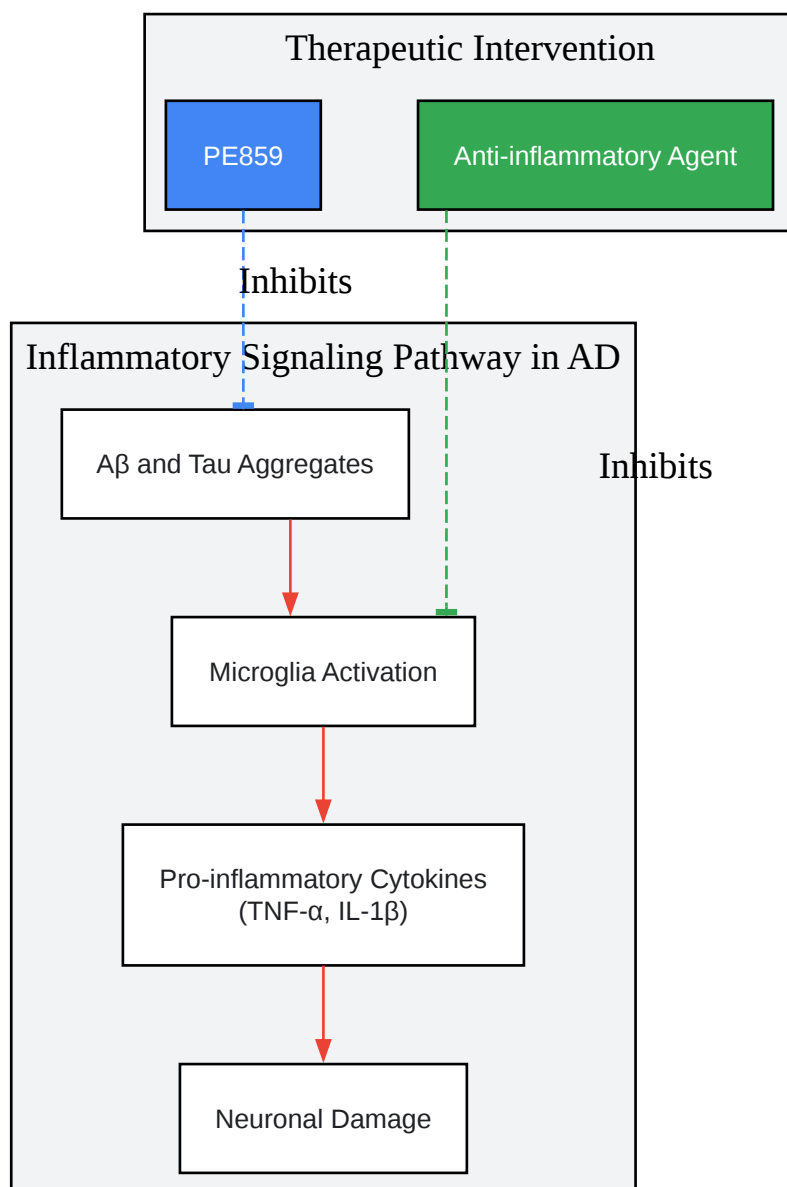 Therapeutic Intervention
PE859
Anti-inflammatory Agent
Inhibits
Inflammatory Signaling Pathway in AD
Aβ and Tau Aggregates
Inhibits
Microglia Activation
Pro-inflammatory Cytokines
(TNF-α, IL-1β)
Neuronal Damage